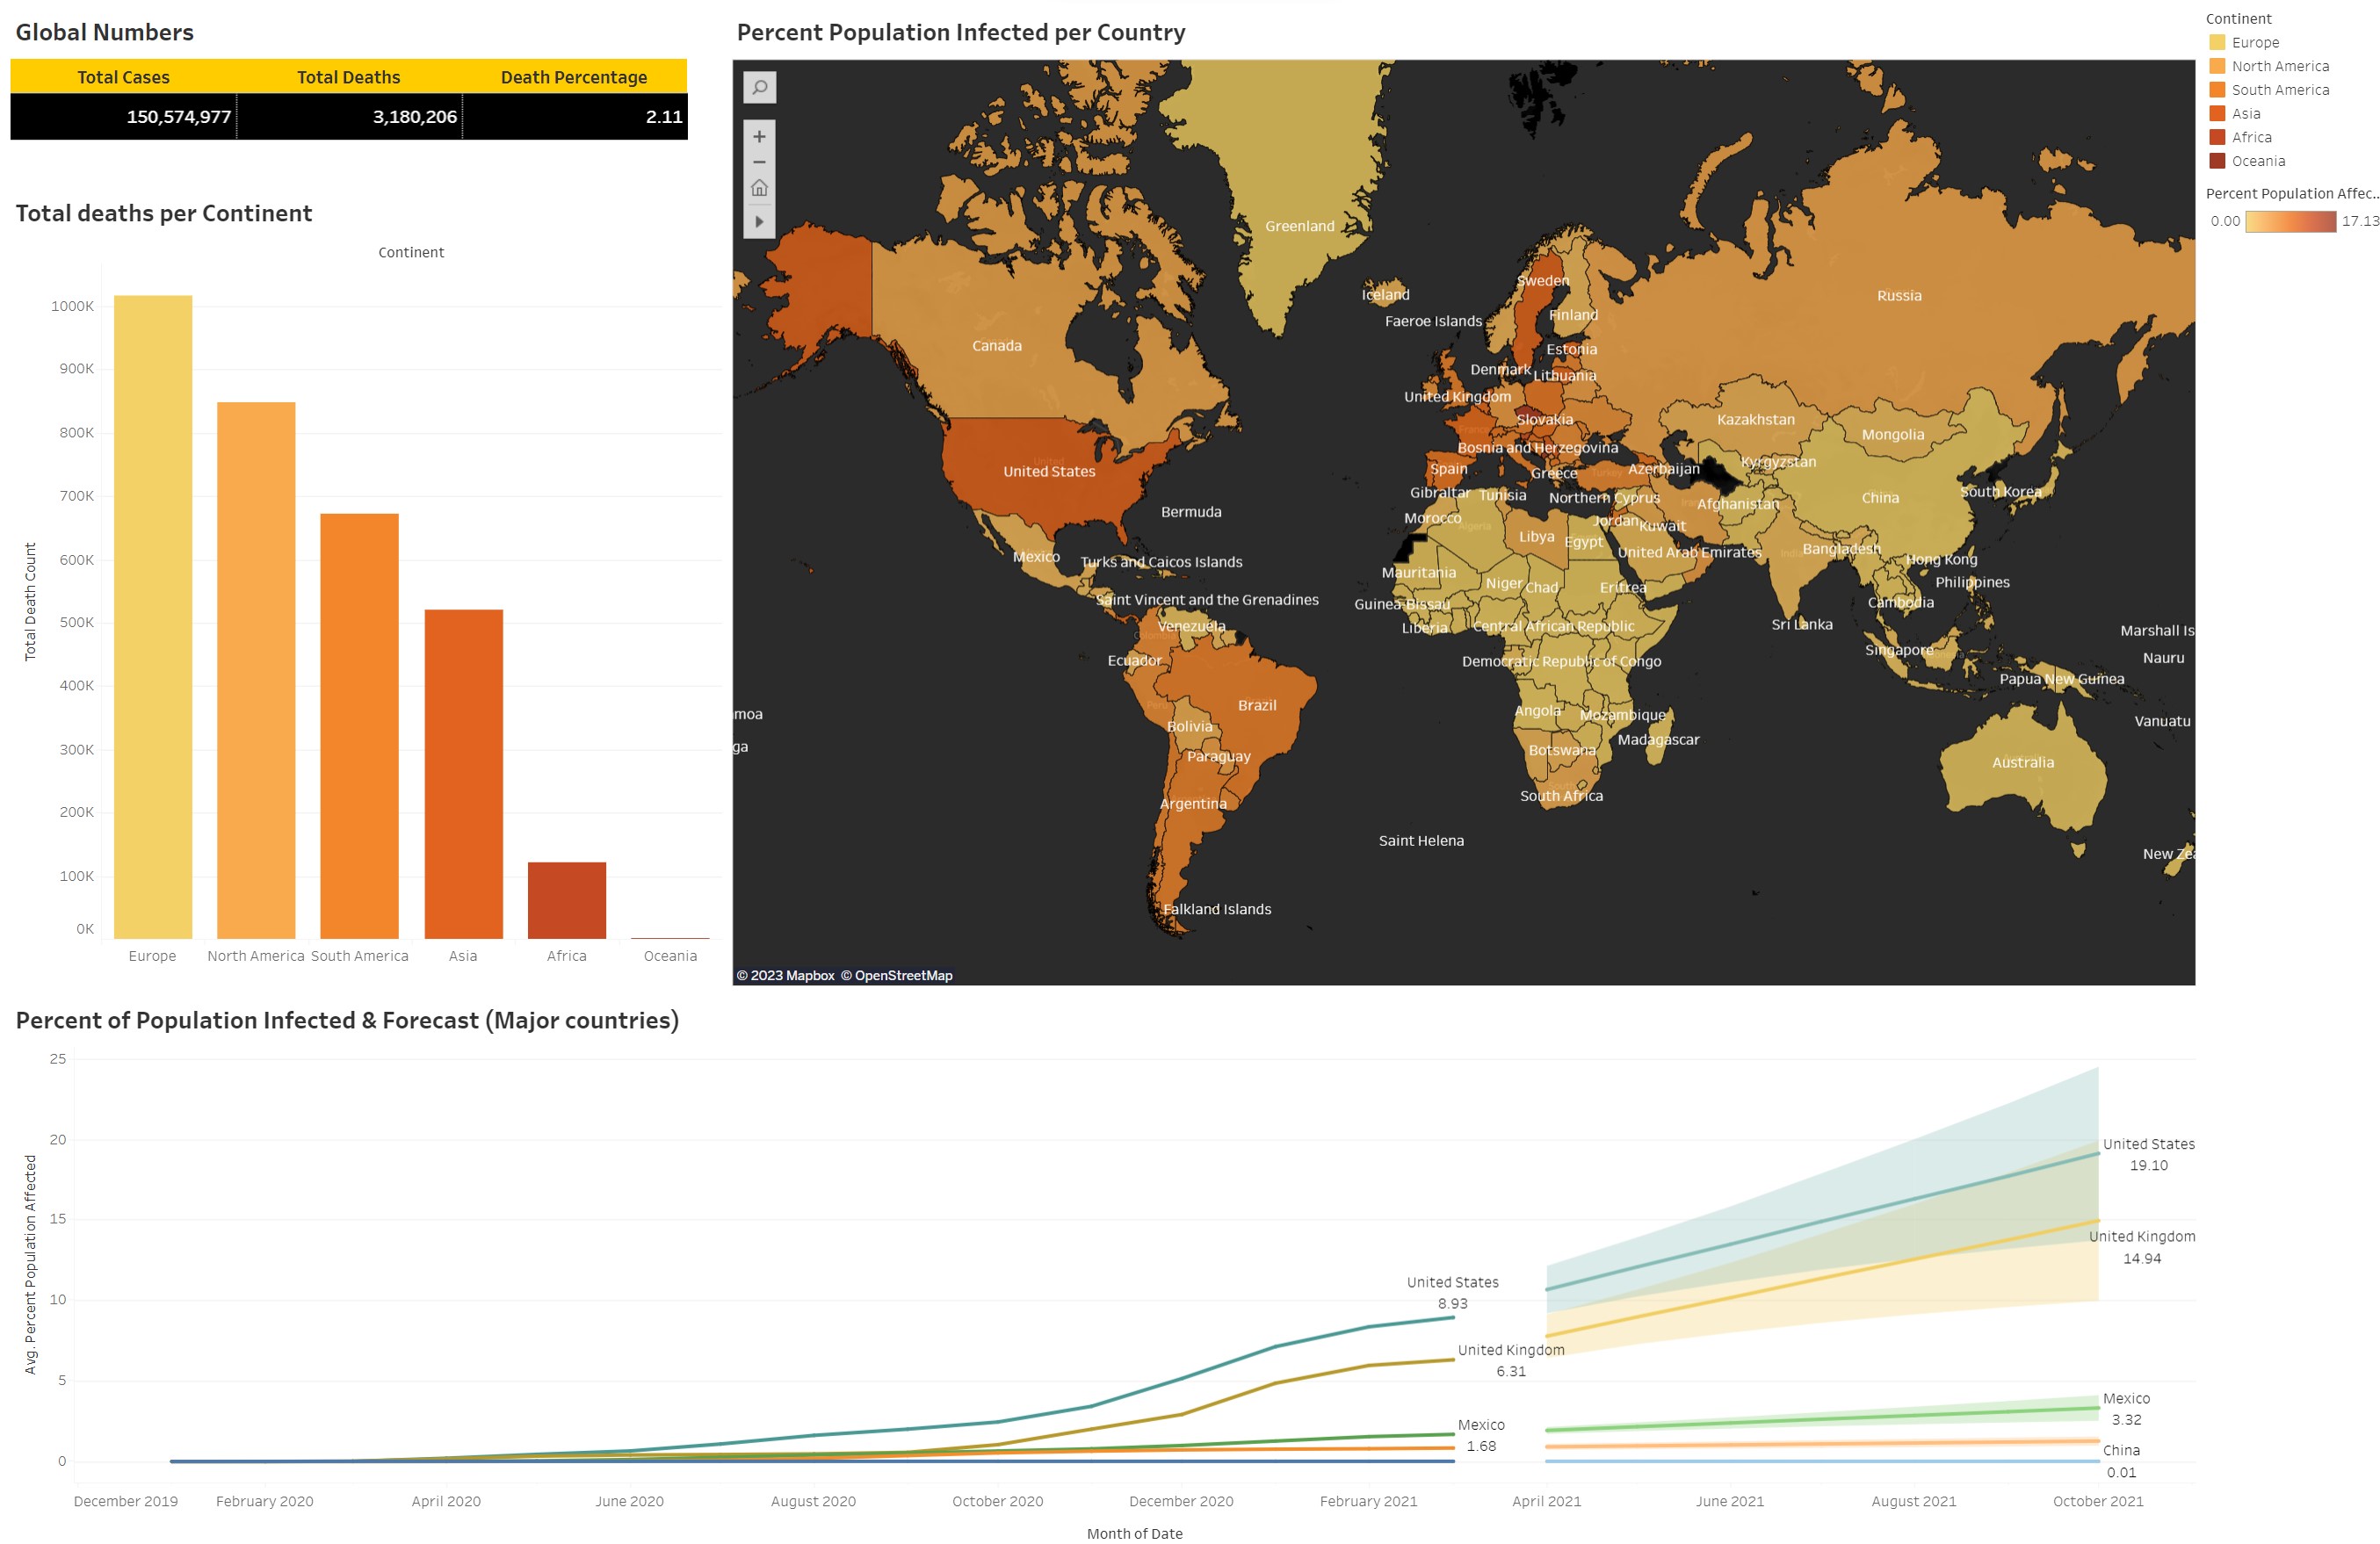 Global Numbers
Total Cases Total Deaths Death Percentage
150,574,977 3,180,206 2.11
Total deaths per Continent
Continent
1000K
900K
800K
700K
600K
500K
400K
300K
200K
100K
0K
Total Death Count
Europe North America South America Asia Africa Oceania
Percent Population Infected per Country
Greenland
Iceland
Sweden
Russia
Faeroe Islands
Finland
Canada
Estonia
Denmark
Lithuania
United Kingdom
Slovakia
Kazakhstan
Mongolia
France
Bosnia and Herzegovina
United States
Spain
Greece
Turkey
Azerbaijan
Kyrgyzstan
Gibraltar
Tunisia
Northern Cyprus
Afghanistan
China
South Korea
Bermuda
Morocco
Algeria
Jordan
Kuwait
Libya
Egypt
Mexico
Turks and Caicos Islands
United Arab Emirates
India
Bangladesh
Hong Kong
Mauritania
Niger
Chad
Eritrea
Philippines
Saint Vincent and the Grenadines
Guinea-Bissau
Cambodia
Venezuela
Liberia
Central African Republic
Sri Lanka
Colombia
Marshall Is
Ecuador
Democratic Republic of Congo
Singapore
Nauru
Papua New Guinea
Peru
Brazil
Angola
Mozambique
moa
Vanuatu
Bolivia
Madagascar
ga
Paraguay
Botswana
Australia
Argentina
South Africa
Saint Helena
New Zea
Falkland Islands
© 2023 Mapbox © OpenStreetMap
Continent
Europe
North America
South America
Asia
Africa
Oceania
Percent Population Affec..
0.00 17.13
Percent of Population Infected & Forecast (Major countries)
25
20
15
10
5
0
Avg. Percent Population Affected
United States
8.93
United Kingdom
6.31
Mexico
1.68
United States
19.10
United Kingdom
14.94
Mexico
3.32
China
0.01
December 2019 February 2020 April 2020 June 2020 August 2020 October 2020 December 2020 February 2021 April 2021 June 2021 August 2021 October 2021
Month of Date